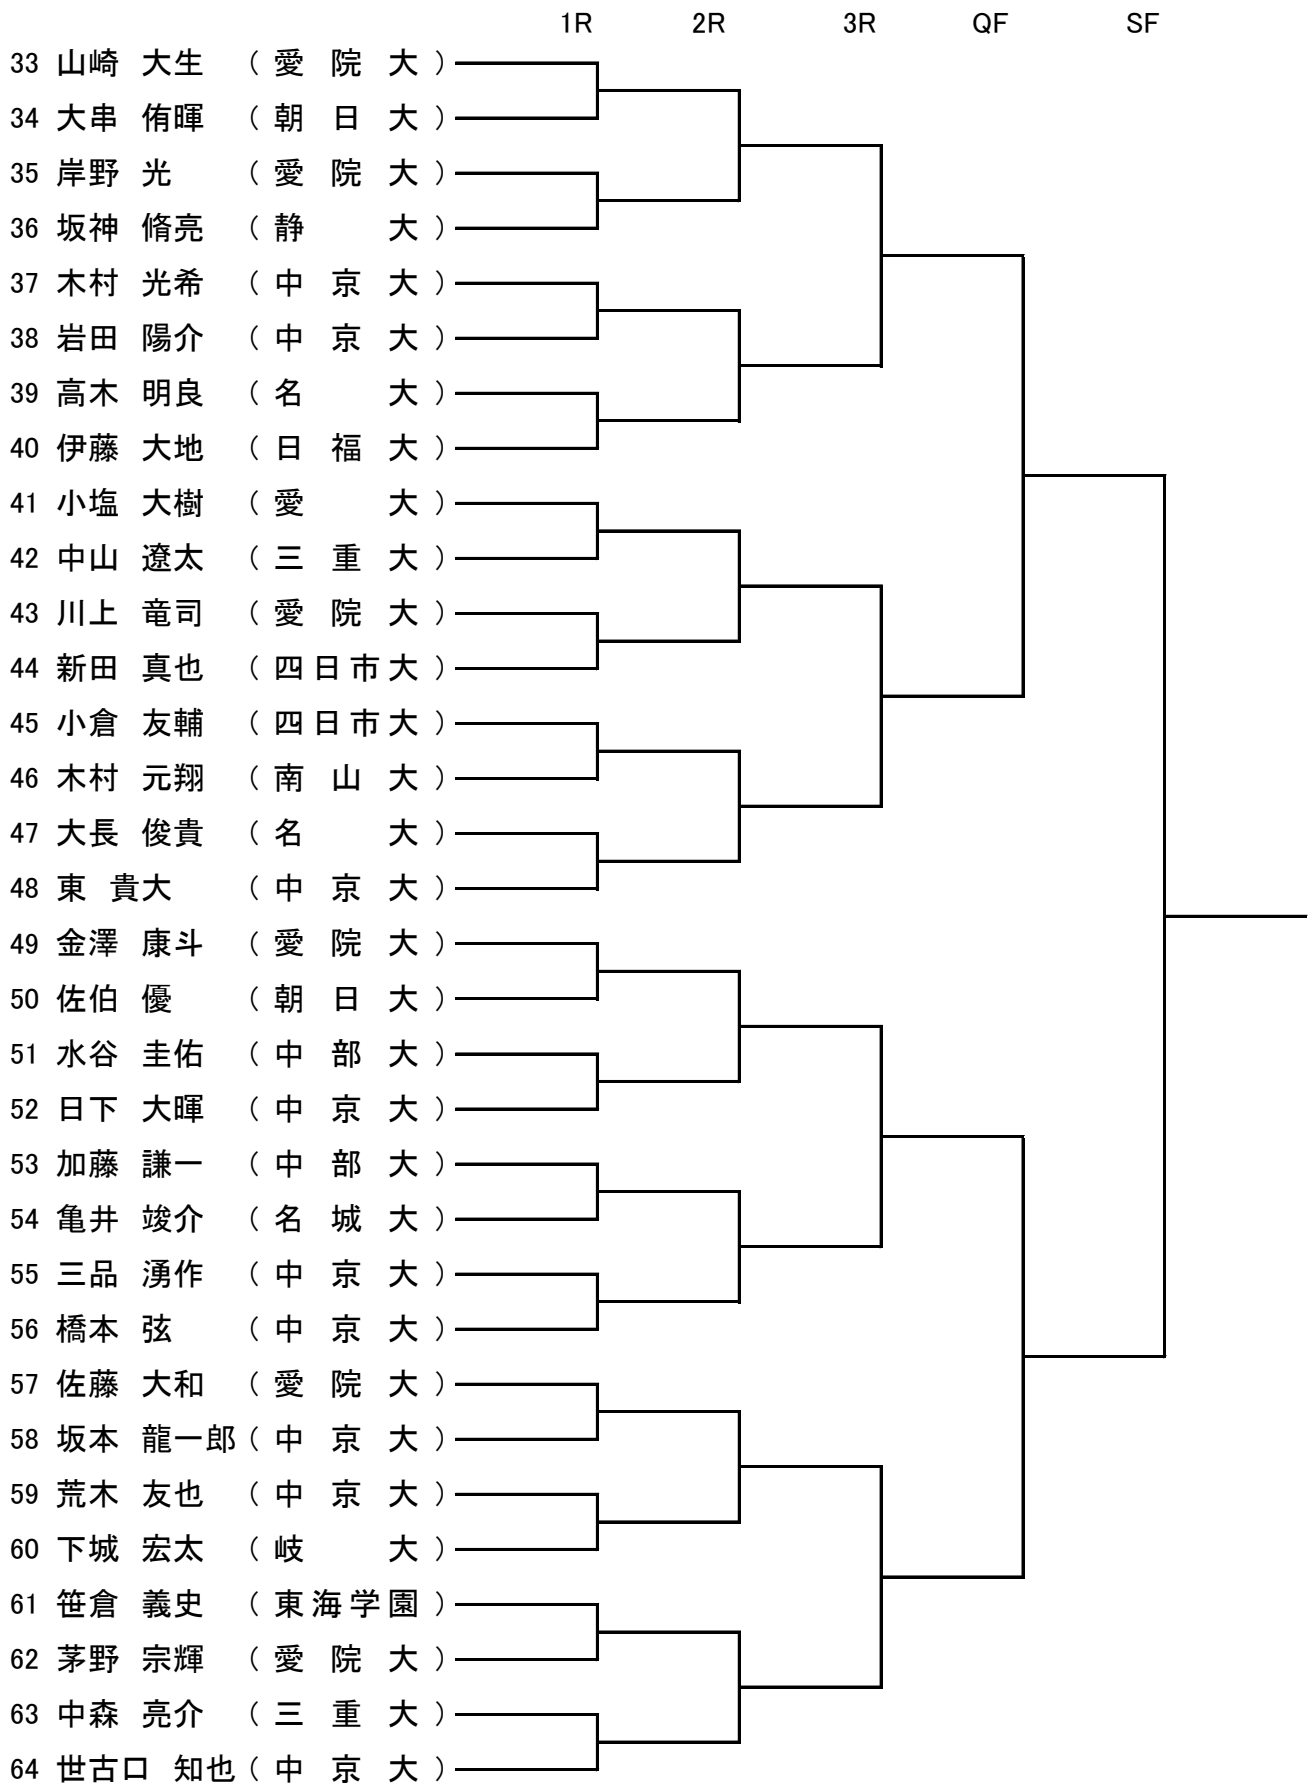 1R 2R 3R QF SF
33 山崎 大生 (愛院大)
34 大串 侑暉 (朝日大)
35 岸野 光 (愛院大)
36 坂神 脩亮 (静大)
37 木村 光希 (中京大)
38 岩田 陽介 (中京大)
39 高木 明良 (名大)
40 伊藤 大地 (日福大)
41 小塩 大樹 (愛大)
42 中山 遼太 (三重大)
43 川上 竜司 (愛院大)
44 新田 真也 (四日市大)
45 小倉 友輔 (四日市大)
46 木村 元翔 (南山大)
47 大長 俊貴 (名大)
48 東 貴大 (中京大)
49 金澤 康斗 (愛院大)
50 佐伯 優 (朝日大)
51 水谷 圭佑 (中部大)
52 日下 大暉 (中京大)
53 加藤 謙一 (中部大)
54 亀井 竣介 (名城大)
55 三品 湧作 (中京大)
56 橋本 弦 (中京大)
57 佐藤 大和 (愛院大)
58 坂本 龍一郎 (中京大)
59 荒木 友也 (中京大)
60 下城 宏太 (岐大)
61 笹倉 義史 (東海学園)
62 茅野 宗輝 (愛院大)
63 中森 亮介 (三重大)
64 世古口 知也 (中京大)